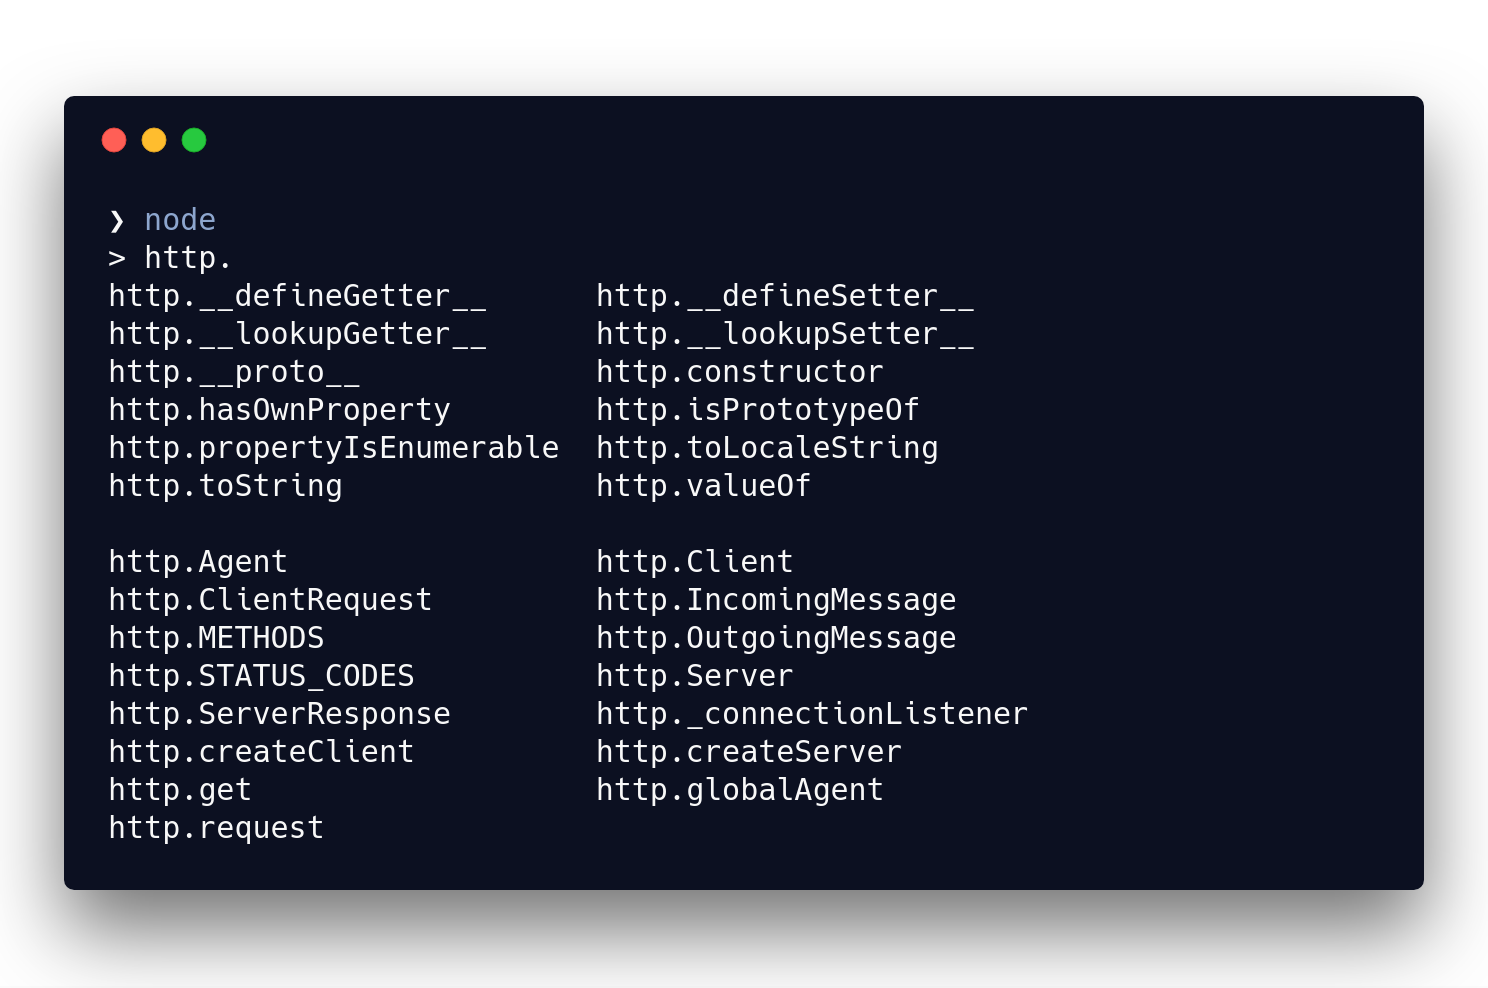 ❯ node
> http.
http.__defineGetter__      http.__defineSetter__
http.__lookupGetter__      http.__lookupSetter__
http.__proto__             http.constructor
http.hasOwnProperty        http.isPrototypeOf
http.propertyIsEnumerable  http.toLocaleString
http.toString              http.valueOf

http.Agent                 http.Client
http.ClientRequest         http.IncomingMessage
http.METHODS               http.OutgoingMessage
http.STATUS_CODES          http.Server
http.ServerResponse        http._connectionListener
http.createClient          http.createServer
http.get                   http.globalAgent
http.request